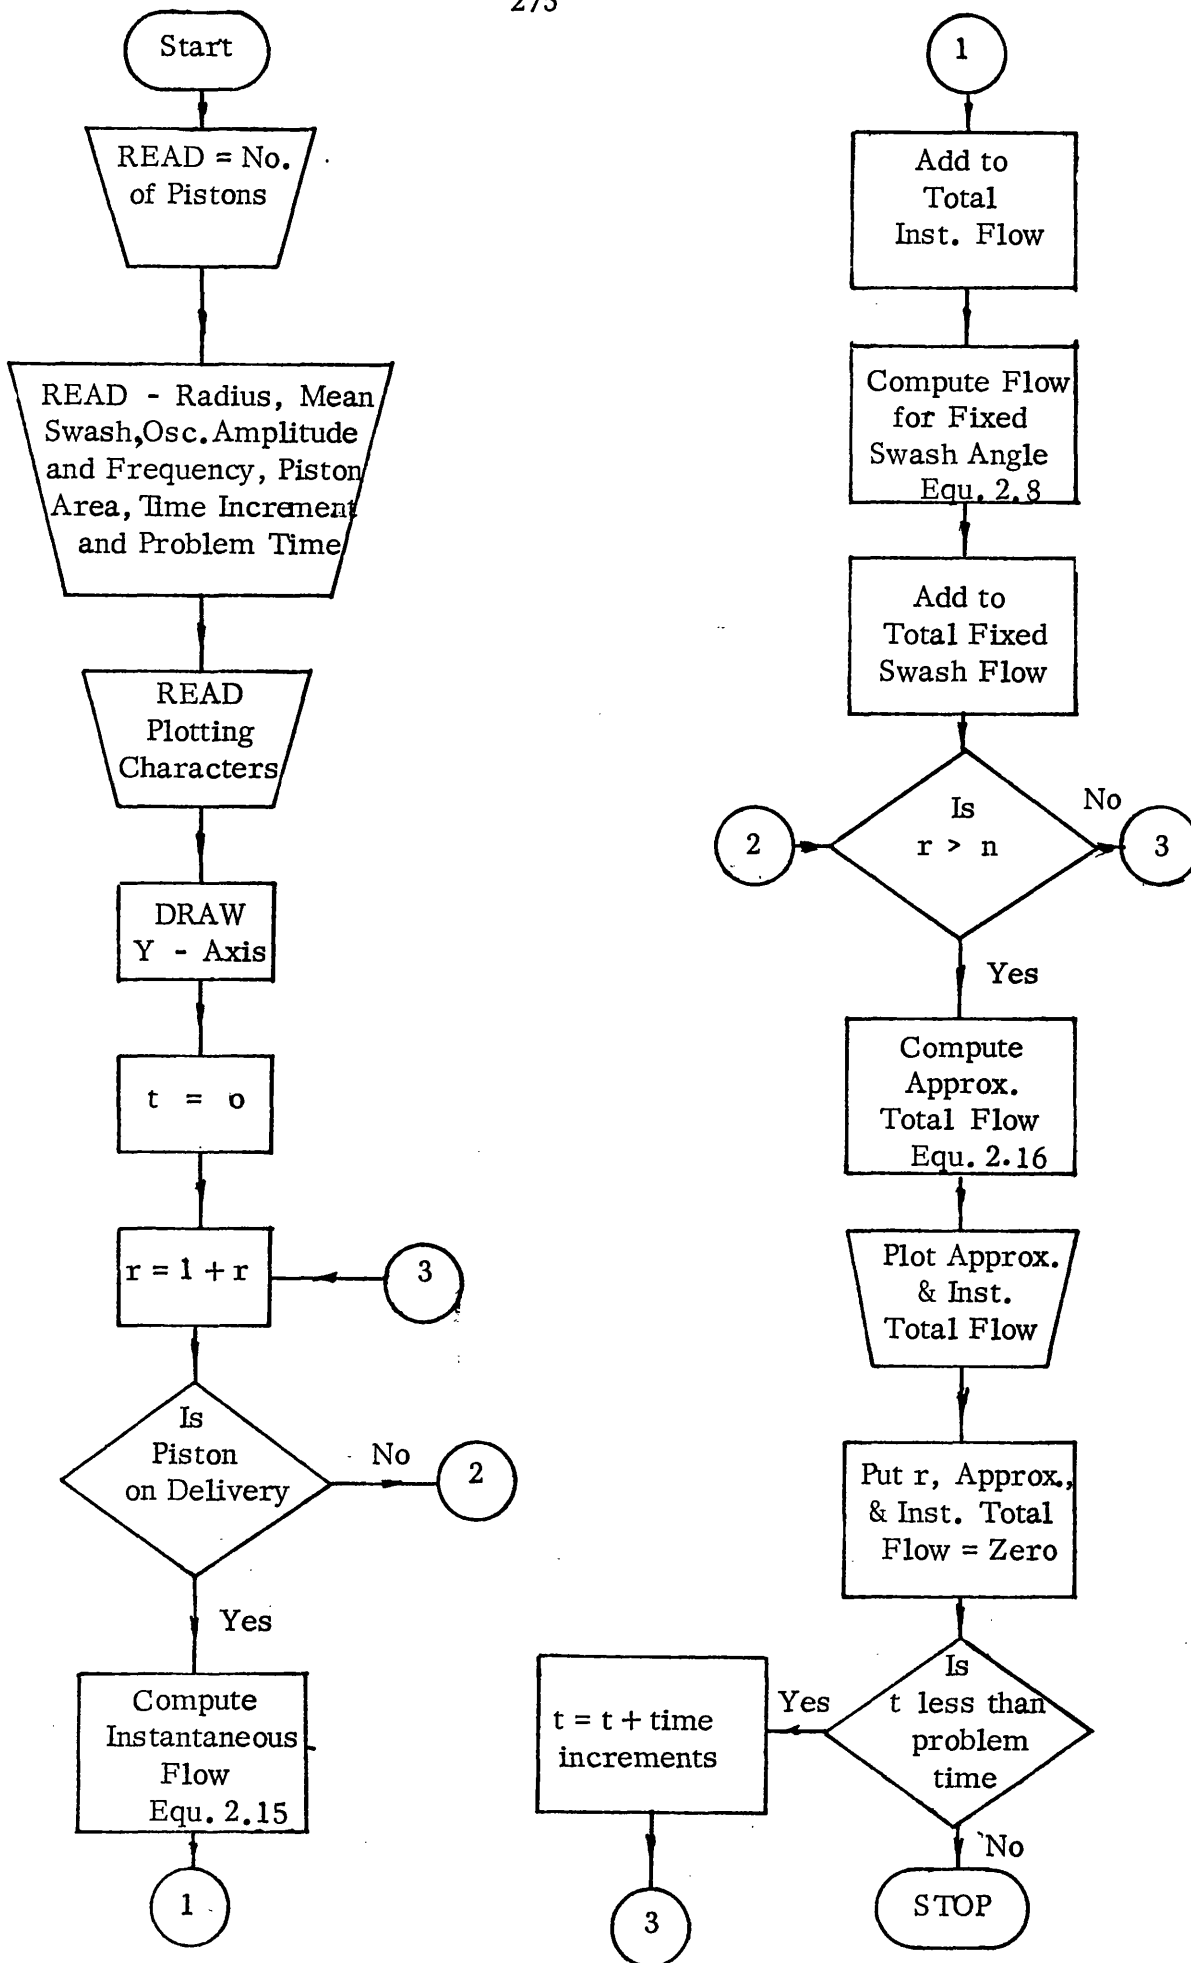 Start
READ = No.
of Pistons
READ - Radius, Mean
Swash,Osc.Amplitude
and Frequency, Piston
Area, Time Increment
and Problem Time
READ
Plotting
Characters
DRAW
Y - Axis
t = o
r = 1 + r
3
Is
Piston
on Delivery
No
2
Yes
Compute
Instantaneous
Flow
Equ. 2.15
1
1
Add to
Total
Inst. Flow
Compute Flow
for Fixed
Swash Angle
Equ. 2.8
Add to
Total Fixed
Swash Flow
2
Is
r > n
No
3
Yes
Compute
Approx.
Total Flow
Equ. 2.16
Plot Approx.
& Inst.
Total Flow
Put r, Approx.,
& Inst. Total
Flow = Zero
Is
t less than
problem
time
Yes
t = t + time
increments
3
No
STOP